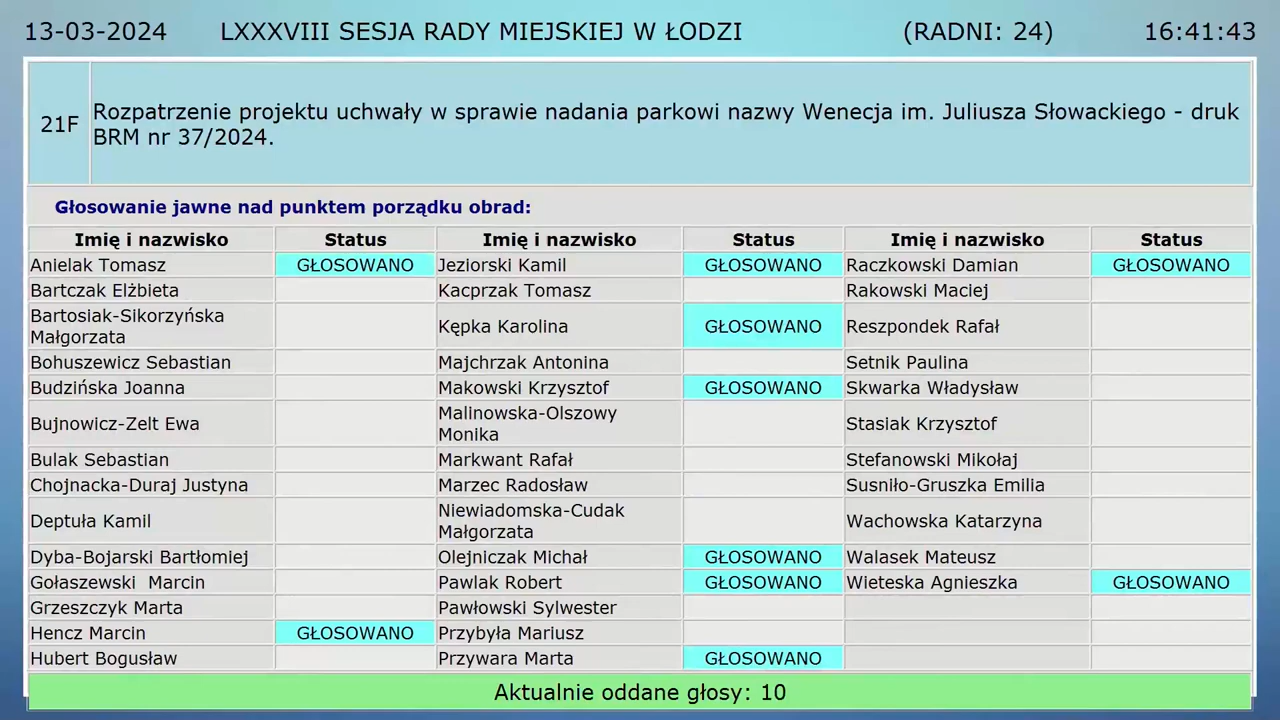 13-03-2024 LXXXVIII SESJA RADY MIEJSKIEJ W ŁODZI (RADNI: 24) 16:41:43
21F Rozpatrzenie projektu uchwały w sprawie nadania parkowi nazwy Wenecja im. Juliusza Słowackiego - druk
BRM nr 37/2024.
Głosowanie jawne nad punktem porządku obrad:
Imię i nazwisko Status Imię i nazwisko Status Imię i nazwisko Status
Anielak Tomasz GŁOSOWANO Jeziorski Kamil GŁOSOWANO Raczkowski Damian GŁOSOWANO
Bartczak Elżbieta Kacprzak Tomasz Rakowski Maciej
Bartosiak-Sikorzyńska
Małgorzata Kępka Karolina GŁOSOWANO Reszpondek Rafał
Bohuszewicz Sebastian Majchrzak Antonina Setnik Paulina
Budzińska Joanna Makowski Krzysztof GŁOSOWANO Skwarka Władysław
Bujnowicz-Zelt Ewa Malinowska-Olszowy
Monika Stasiak Krzysztof
Bulak Sebastian Markwant Rafał Stefanowski Mikołaj
Chojnacka-Duraj Justyna Marzec Radosław Susniło-Gruszka Emilia
Deptuła Kamil Niewiadomska-Cudak
Małgorzata Wachowska Katarzyna
Dyba-Bojarski Bartłomiej Olejniczak Michał GŁOSOWANO Walasek Mateusz
Gołaszewski Marcin Pawlak Robert GŁOSOWANO Wieteska Agnieszka GŁOSOWANO
Grzeszczyk Marta Pawłowski Sylwester
Hencz Marcin GŁOSOWANO Przybyła Mariusz
Hubert Bogusław Przywara Marta GŁOSOWANO
Aktualnie oddane głosy: 10